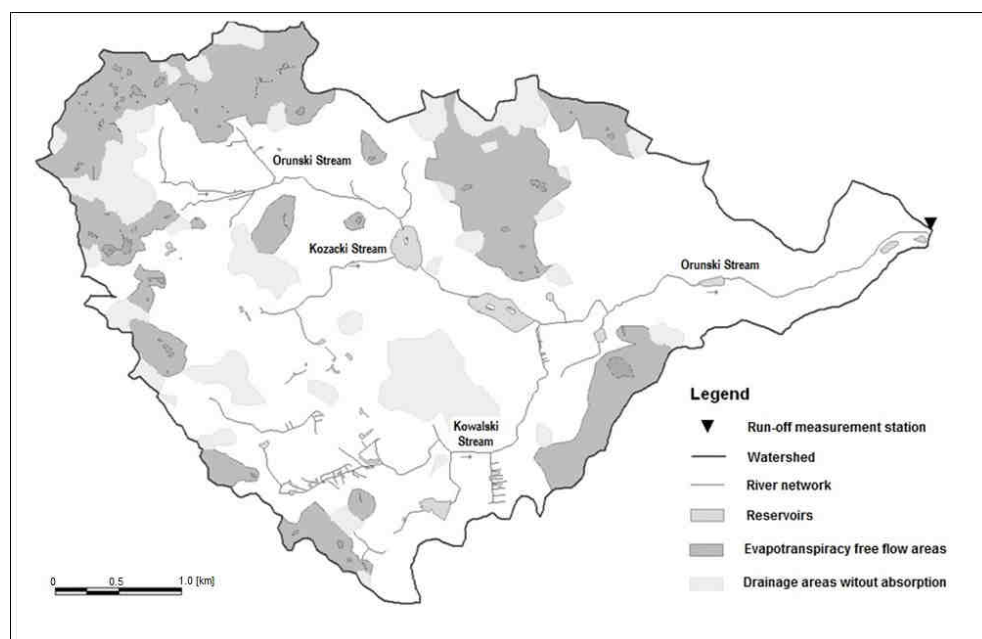 Orunski Stream
Kozacki Stream
Orunski Stream
Kowalski
Stream
Legend
Run-off measurement station
Watershed
River network
Reservoirs
Evapotranspiracy free flow areas
Drainage areas witout absorption
0 0.5 1.0 [km]